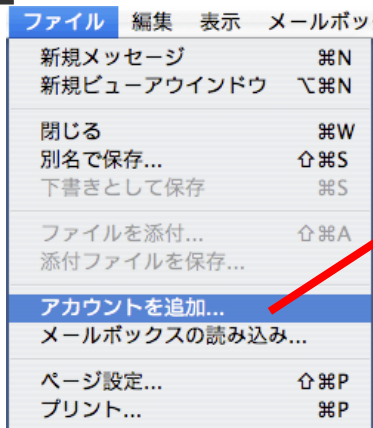 ファイル 編集 表示 メールボッ
新規メッセージ ⌘N
新規ビューアウインドウ ⌥⌘N
閉じる ⌘W
別名で保存... ⇧⌘S
下書きとして保存 ⌘S
ファイルを添付... ⇧⌘A
添付ファイルを保存...
アカウントを追加...
メールボックスの読み込み...
ページ設定... ⇧⌘P
プリント... ⌘P